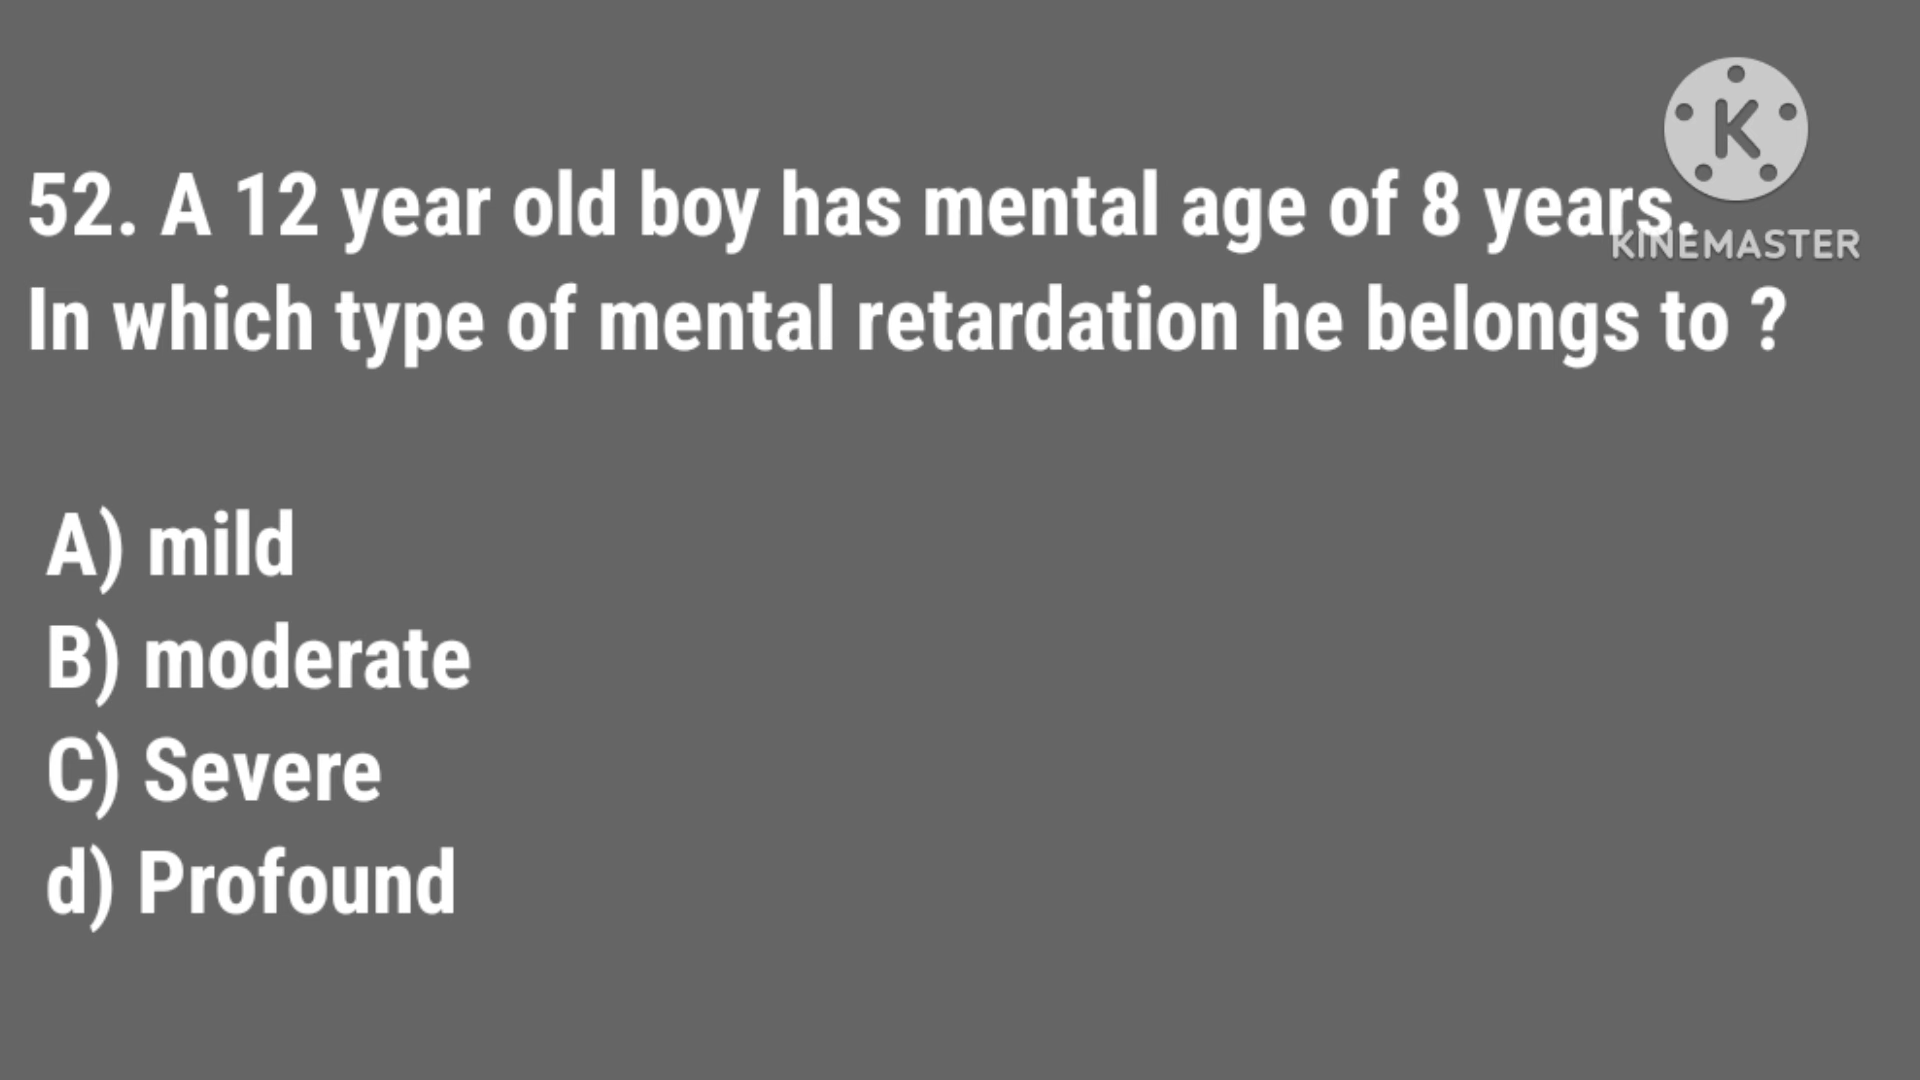 K
KINEMASTER
52. A 12 year old boy has mental age of 8 years.
In which type of mental retardation he belongs to ?
A) mild
B) moderate
C) Severe
d) Profound